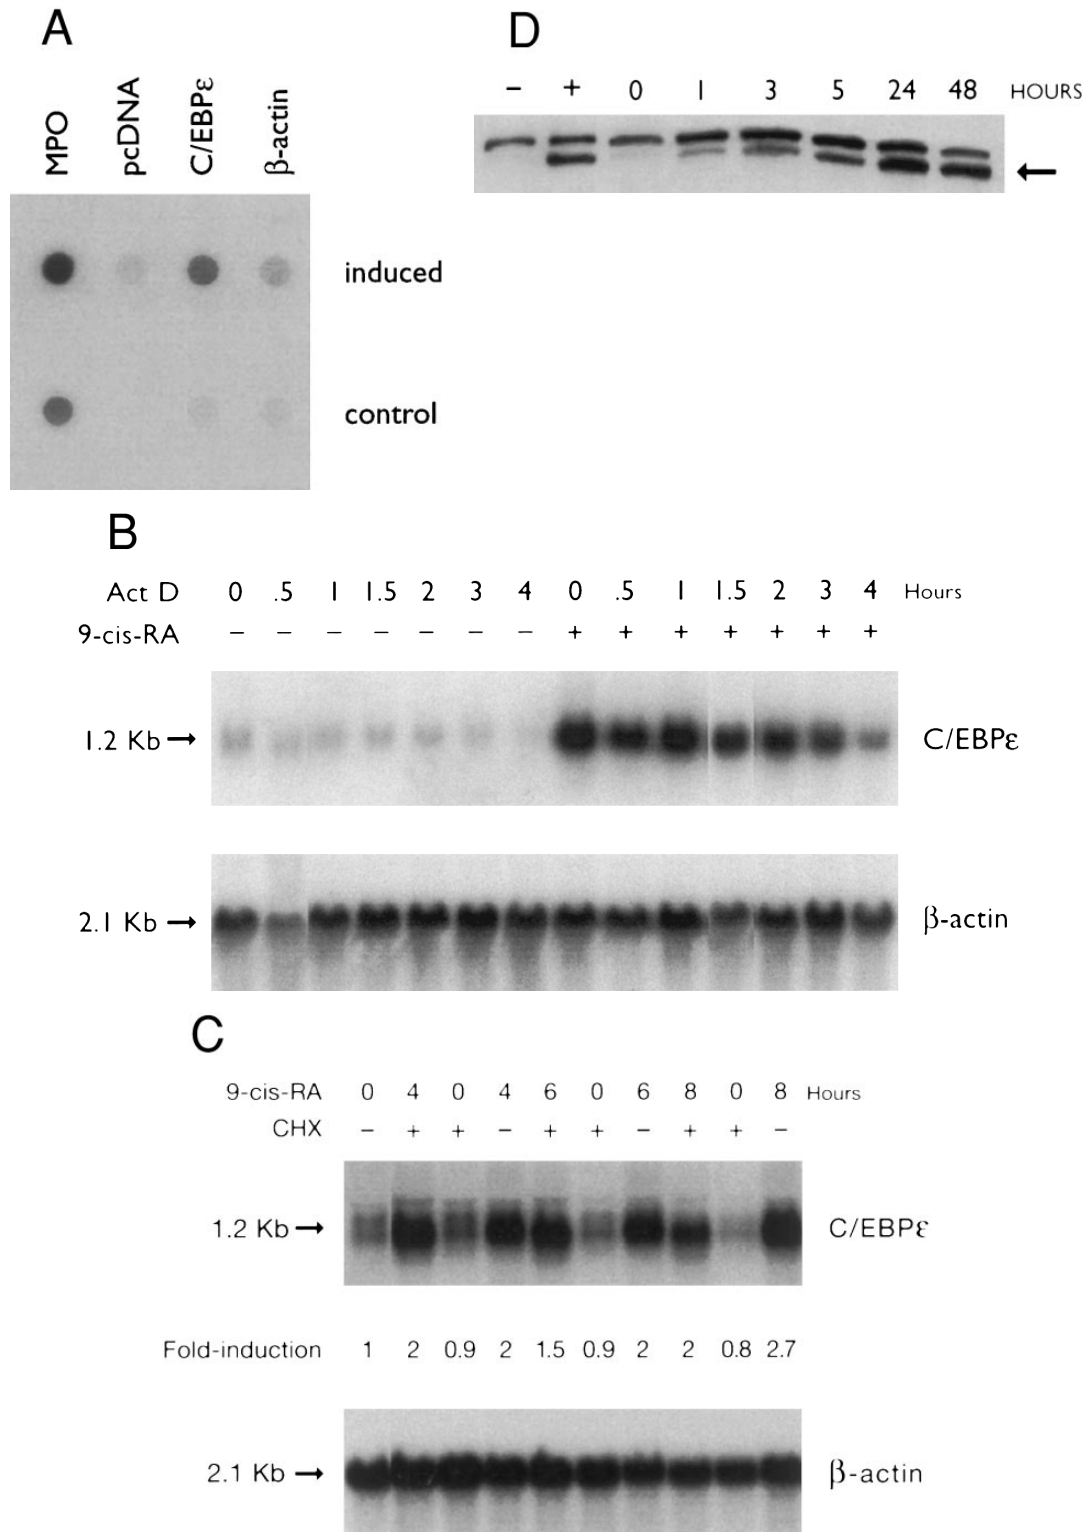 A
MPO pcDNA C/EBPε β-actin
induced
control
D
– + 0 1 3 5 24 48 HOURS
B
Act D 0 .5 1 1.5 2 3 4 0 .5 1 1.5 2 3 4 Hours
9-cis-RA – – – – – – – + + + + + + +
1.2 Kb → C/EBPε
2.1 Kb → β-actin
C
9-cis-RA 0 4 0 4 6 0 6 8 0 8 Hours
CHX – + + – + + – + + –
1.2 Kb → C/EBPε
Fold-induction 1 2 0.9 2 1.5 0.9 2 2 0.8 2.7
2.1 Kb → β-actin